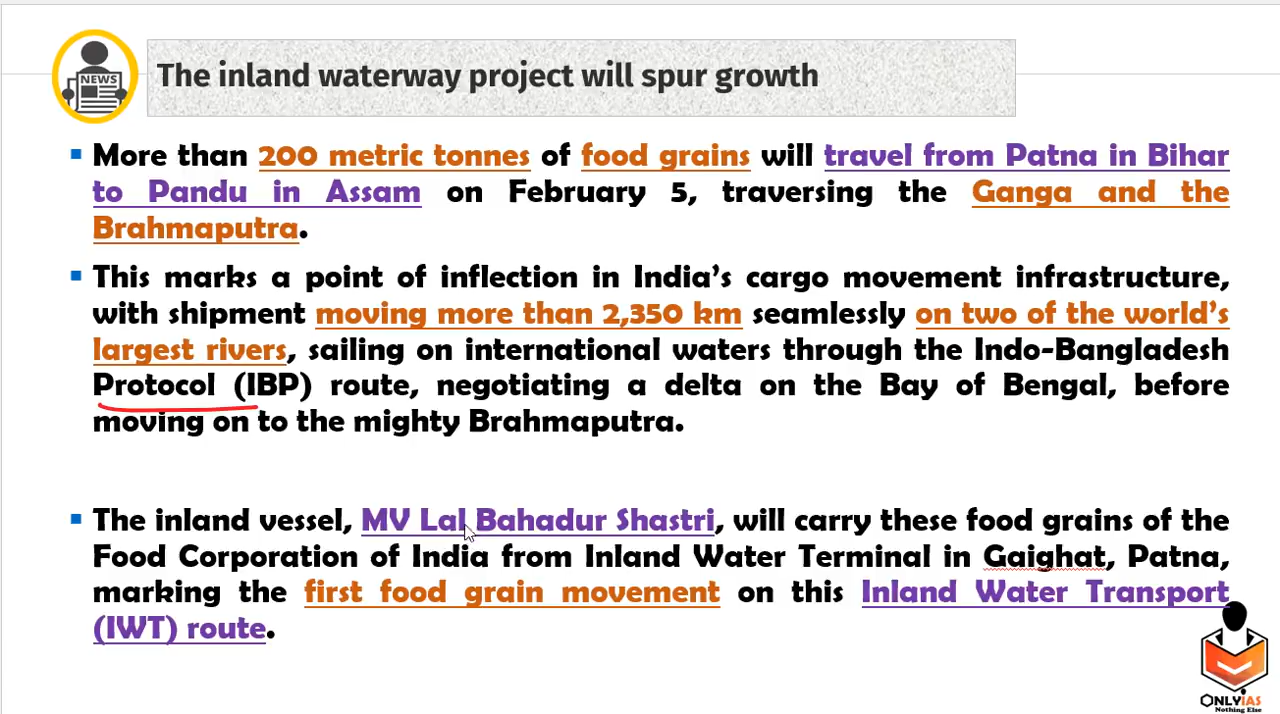 NEWS
The inland waterway project will spur growth
More than 200 metric tonnes of food grains will travel from Patna in Bihar
to Pandu in Assam on February 5, traversing the Ganga and the
Brahmaputra.
This marks a point of inflection in India’s cargo movement infrastructure,
with shipment moving more than 2,350 km seamlessly on two of the world’s
largest rivers, sailing on international waters through the Indo-Bangladesh
Protocol (IBP) route, negotiating a delta on the Bay of Bengal, before
moving on to the mighty Brahmaputra.
The inland vessel, MV Lal Bahadur Shastri, will carry these food grains of the
Food Corporation of India from Inland Water Terminal in Gaighat, Patna,
marking the first food grain movement on this Inland Water Transport
(IWT) route.
ONLYIAS
Nothing Else